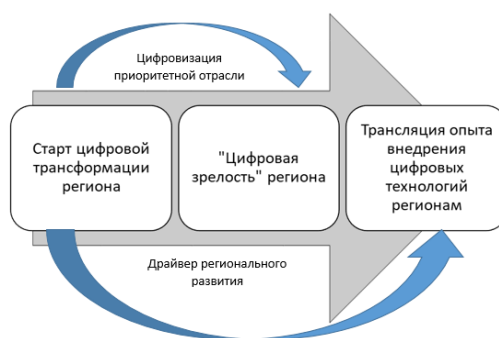 Цифровизация
приоритетной отрасли
Старт цифровой
трансформации
региона
"Цифровая
зрелость" региона
Трансляция опыта
внедрения
цифровых
технологий
регионам
Драйвер регионального
развития